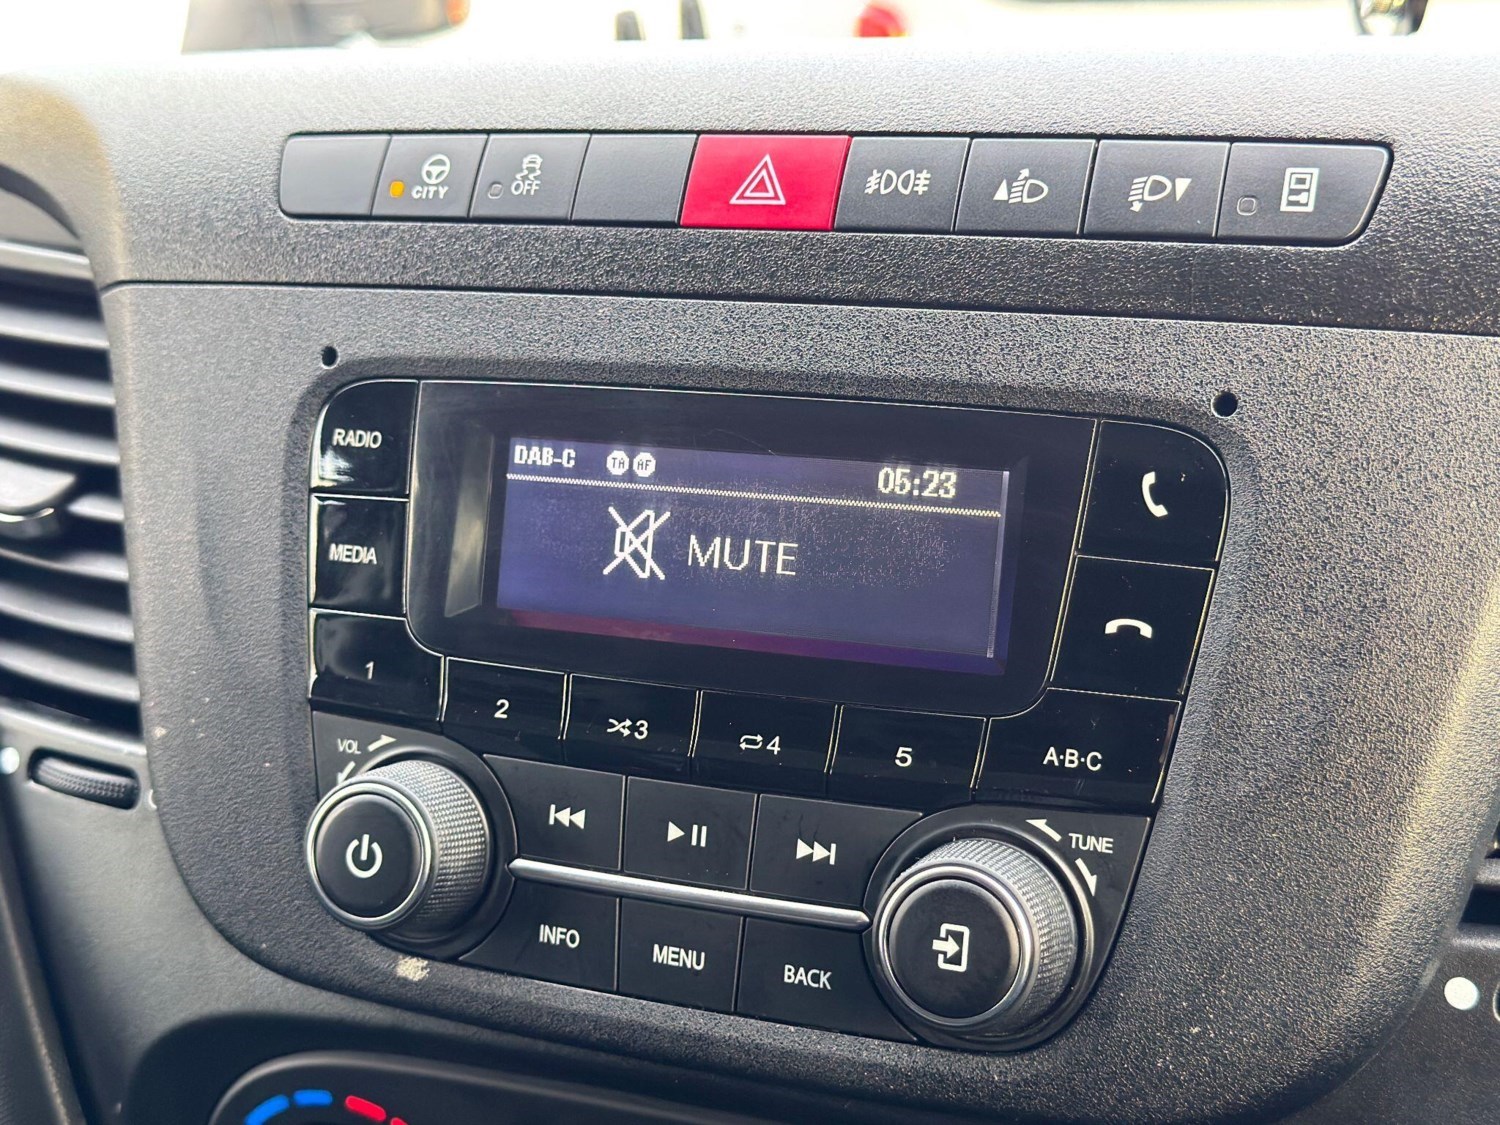 CITY
OFF
RADIO
DAB-C TA AF 05:23
MEDIA
MUTE
1
2
3
4
5
A·B·C
VOL
TUNE
INFO
MENU
BACK